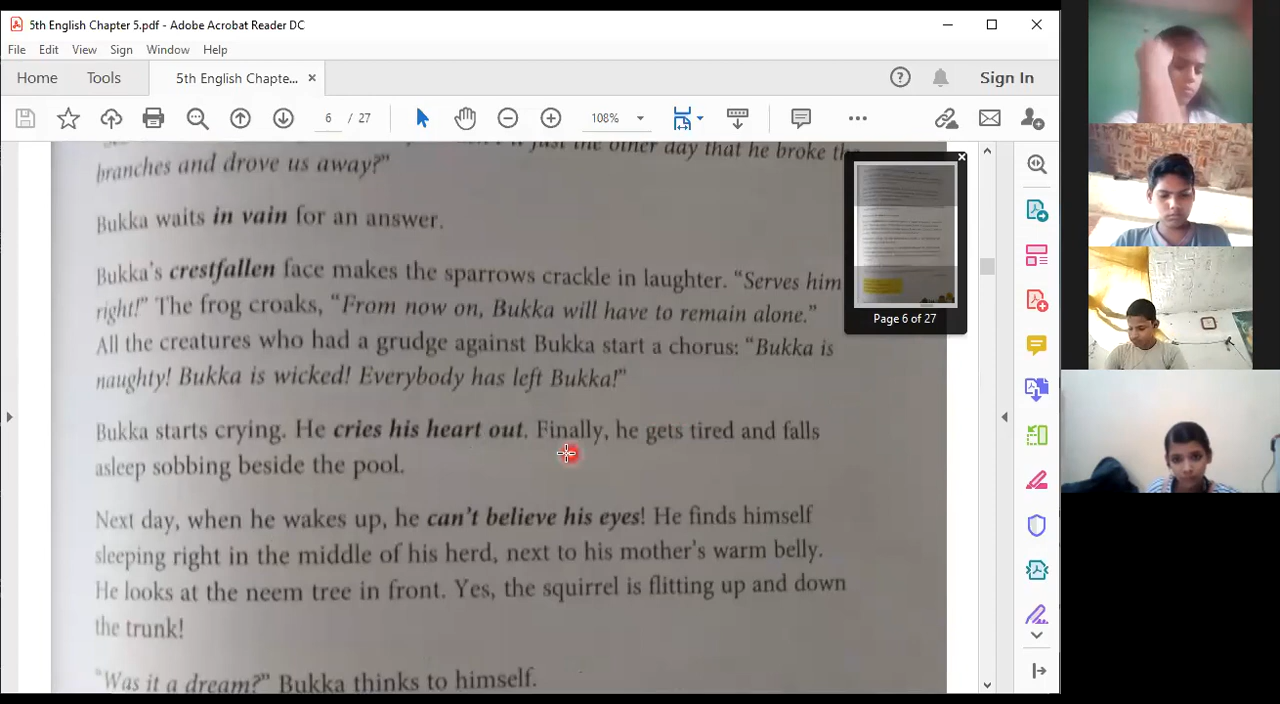 5th English Chapter 5.pdf - Adobe Acrobat Reader DC
File Edit View Sign Window Help
Home Tools 5th English Chapte... × Sign In
6 / 27 108%
just the other day that he broke the
branches and drove us away?"
Bukka waits in vain for an answer.
Bukka's crestfallen face makes the sparrows crackle in laughter. "Serves him
right!" The frog croaks, "From now on, Bukka will have to remain alone."
All the creatures who had a grudge against Bukka start a chorus: "Bukka is
naughty! Bukka is wicked! Everybody has left Bukka!"
Bukka starts crying. He cries his heart out. Finally, he gets tired and falls
asleep sobbing beside the pool.
Next day, when he wakes up, he can't believe his eyes! He finds himself
sleeping right in the middle of his herd, next to his mother's warm belly.
He looks at the neem tree in front. Yes, the squirrel is flitting up and down
the trunk!
"Was it a dream?" Bukka thinks to himself.
Page 6 of 27